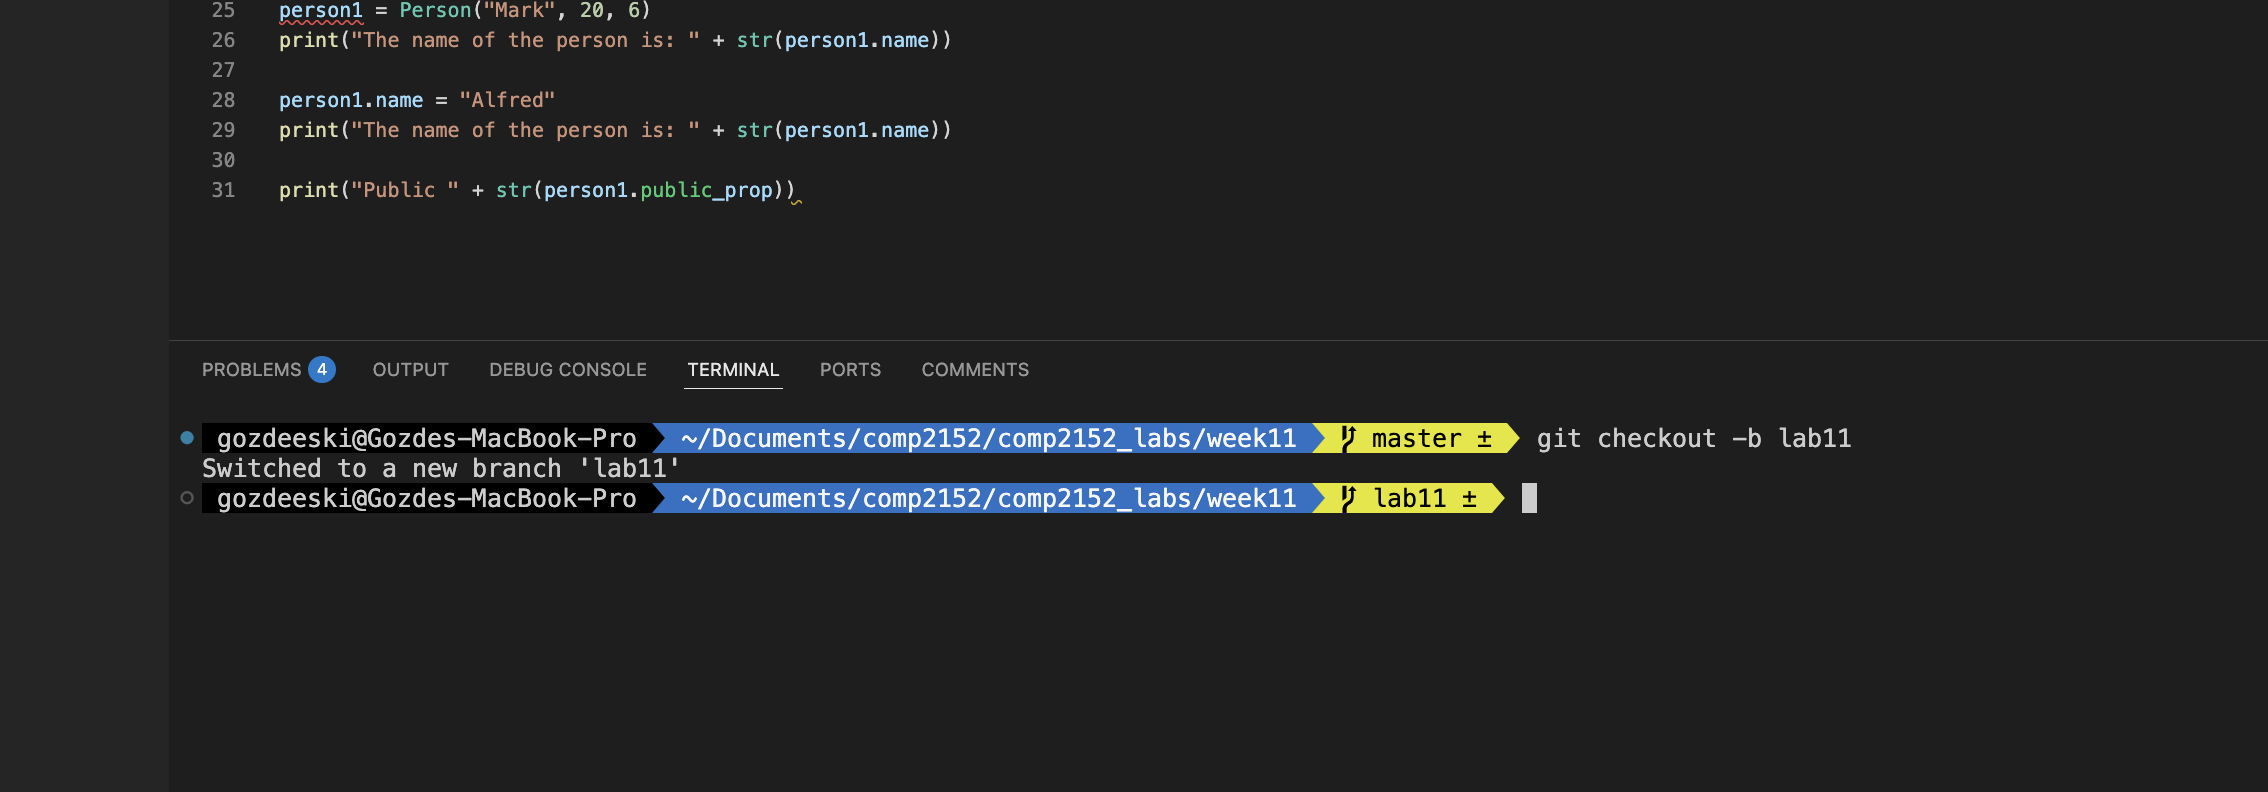 25 person1 = Person("Mark", 20, 6)
26 print("The name of the person is: " + str(person1.name))
27
28 person1.name = "Alfred"
29 print("The name of the person is: " + str(person1.name))
30
31 print("Public " + str(person1.public_prop))
PROBLEMS 4 OUTPUT DEBUG CONSOLE TERMINAL PORTS COMMENTS
gozdeeski@Gozdes-MacBook-Pro ~/Documents/comp2152/comp2152_labs/week11 master ± git checkout -b lab11
Switched to a new branch 'lab11'
gozdeeski@Gozdes-MacBook-Pro ~/Documents/comp2152/comp2152_labs/week11 lab11 ±